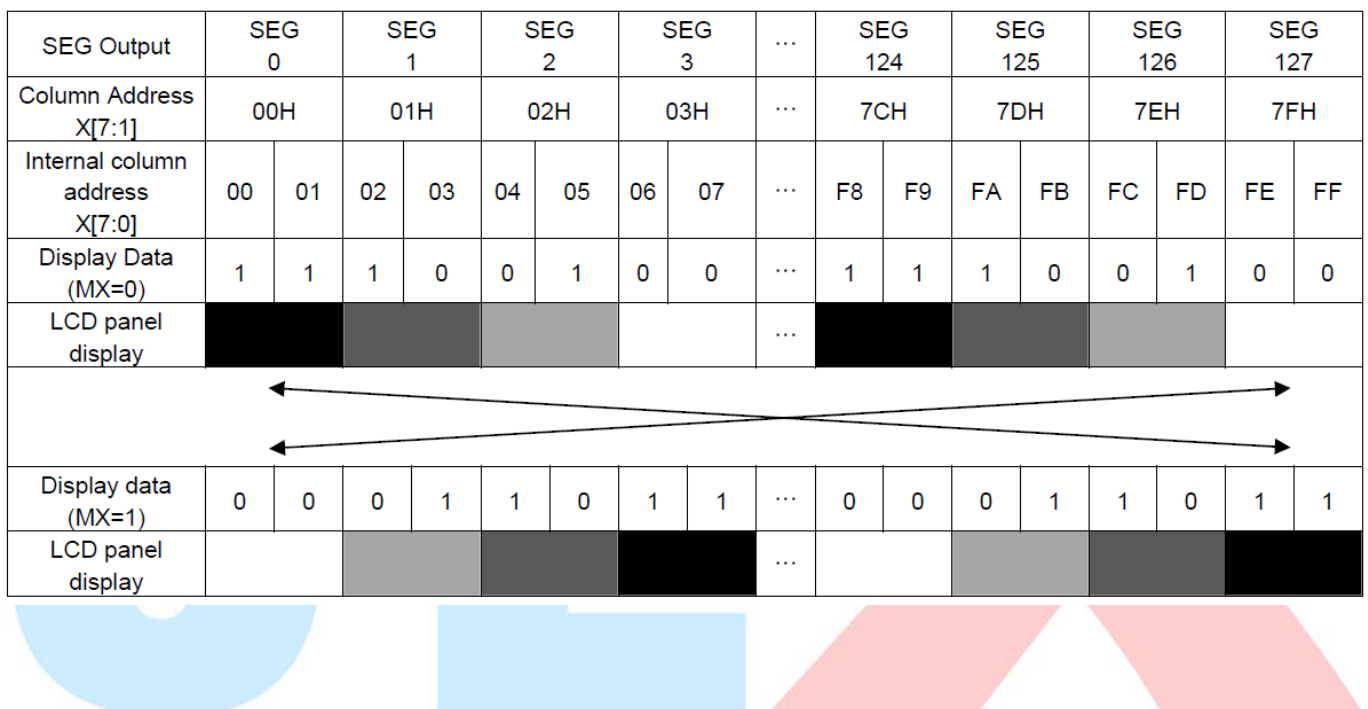 SEG Output SEG 0 SEG 1 SEG 2 SEG 3 ... SEG 124 SEG 125 SEG 126 SEG 127
Column Address X[7:1] 00H 01H 02H 03H ... 7CH 7DH 7EH 7FH
Internal column address X[7:0] 00 01 02 03 04 05 06 07 ... F8 F9 FA FB FC FD FE FF
Display Data (MX=0) 1 1 1 0 0 1 0 0 ... 1 1 1 0 0 1 0 0
LCD panel display ...
Display data (MX=1) 0 0 0 1 1 0 1 1 ... 0 0 0 1 1 0 1 1
LCD panel display ...